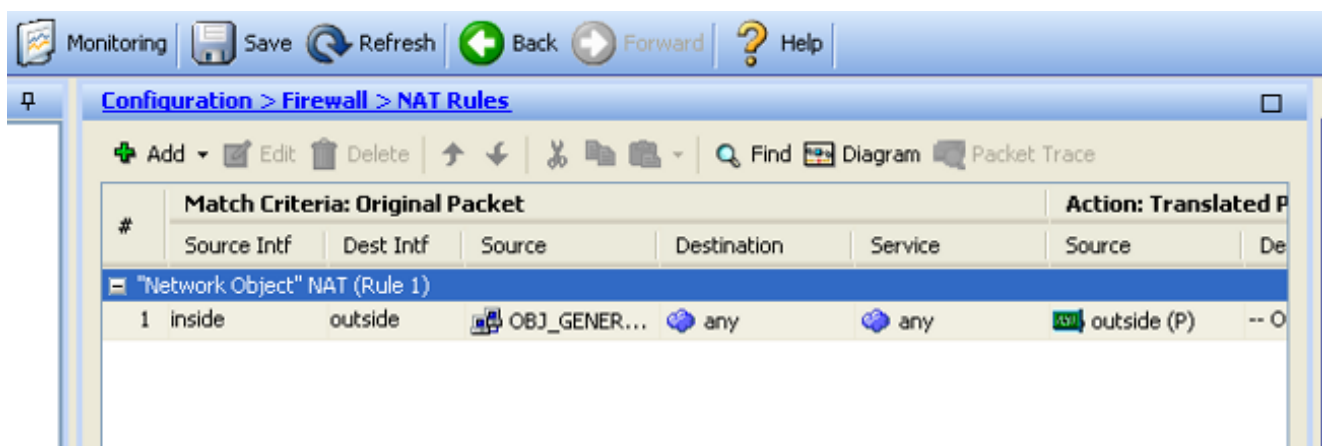 Monitoring Save Refresh Back Forward Help
Configuration > Firewall > NAT Rules
Add Edit Delete Find Diagram Packet Trace
# Match Criteria: Original Packet Action: Translated P
Source Intf Dest Intf Source Destination Service Source De
"Network Object" NAT (Rule 1)
1 inside outside OBJ_GENER... any any outside (P) -- O